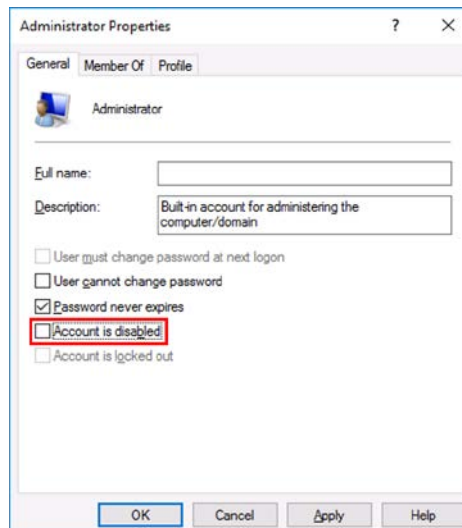 Administrator Properties
? ✕
General Member Of Profile
Administrator
Full name:
Description: Built-in account for administering the
computer/domain
User must change password at next logon
User cannot change password
Password never expires
Account is disabled
Account is locked out
OK Cancel Apply Help